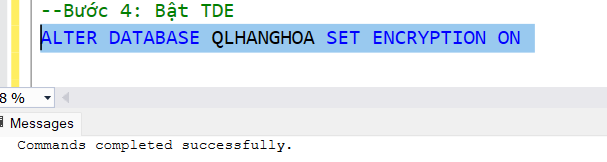 --Bước 4: Bật TDE
ALTER DATABASE QLHANGHOA SET ENCRYPTION ON
8 %
Messages
Commands completed successfully.